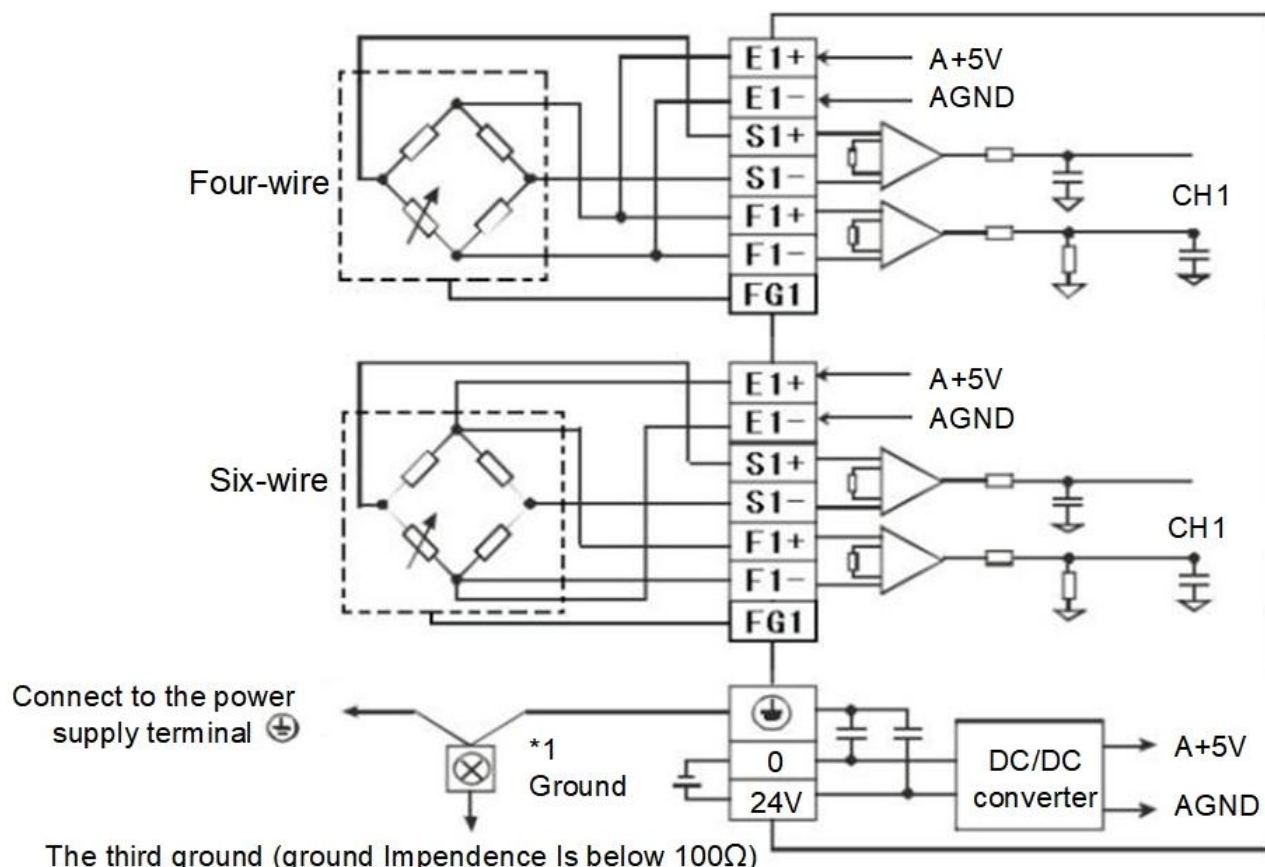 E1+
A+5V
E1-
AGND
S1+
Four-wire
S1-
CH1
F1+
F1-
FG1
E1+
A+5V
E1-
AGND
S1+
Six-wire
S1-
CH1
F1+
F1-
FG1
Connect to the power
supply terminal
*1
Ground
0
24V
DC/DC
converter
A+5V
AGND
The third ground (ground Impendence Is below 100Ω)